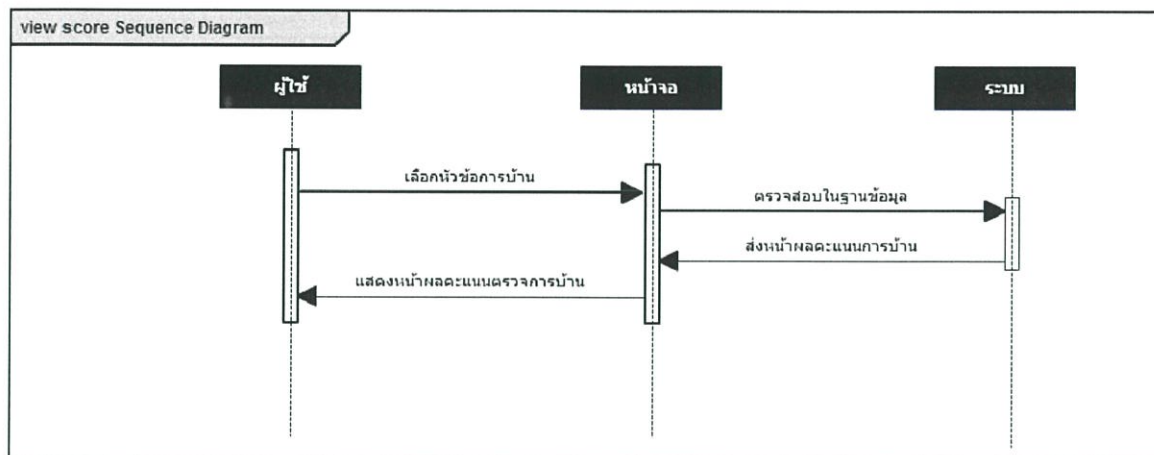 view score Sequence Diagram
ผู้ใช้
หน้าจอ
ระบบ
เลือกหัวข้อการบ้าน
ตรวจสอบในฐานข้อมูล
ส่งหน้าผลคะแนนการบ้าน
แสดงหน้าผลคะแนนตรวจการบ้าน